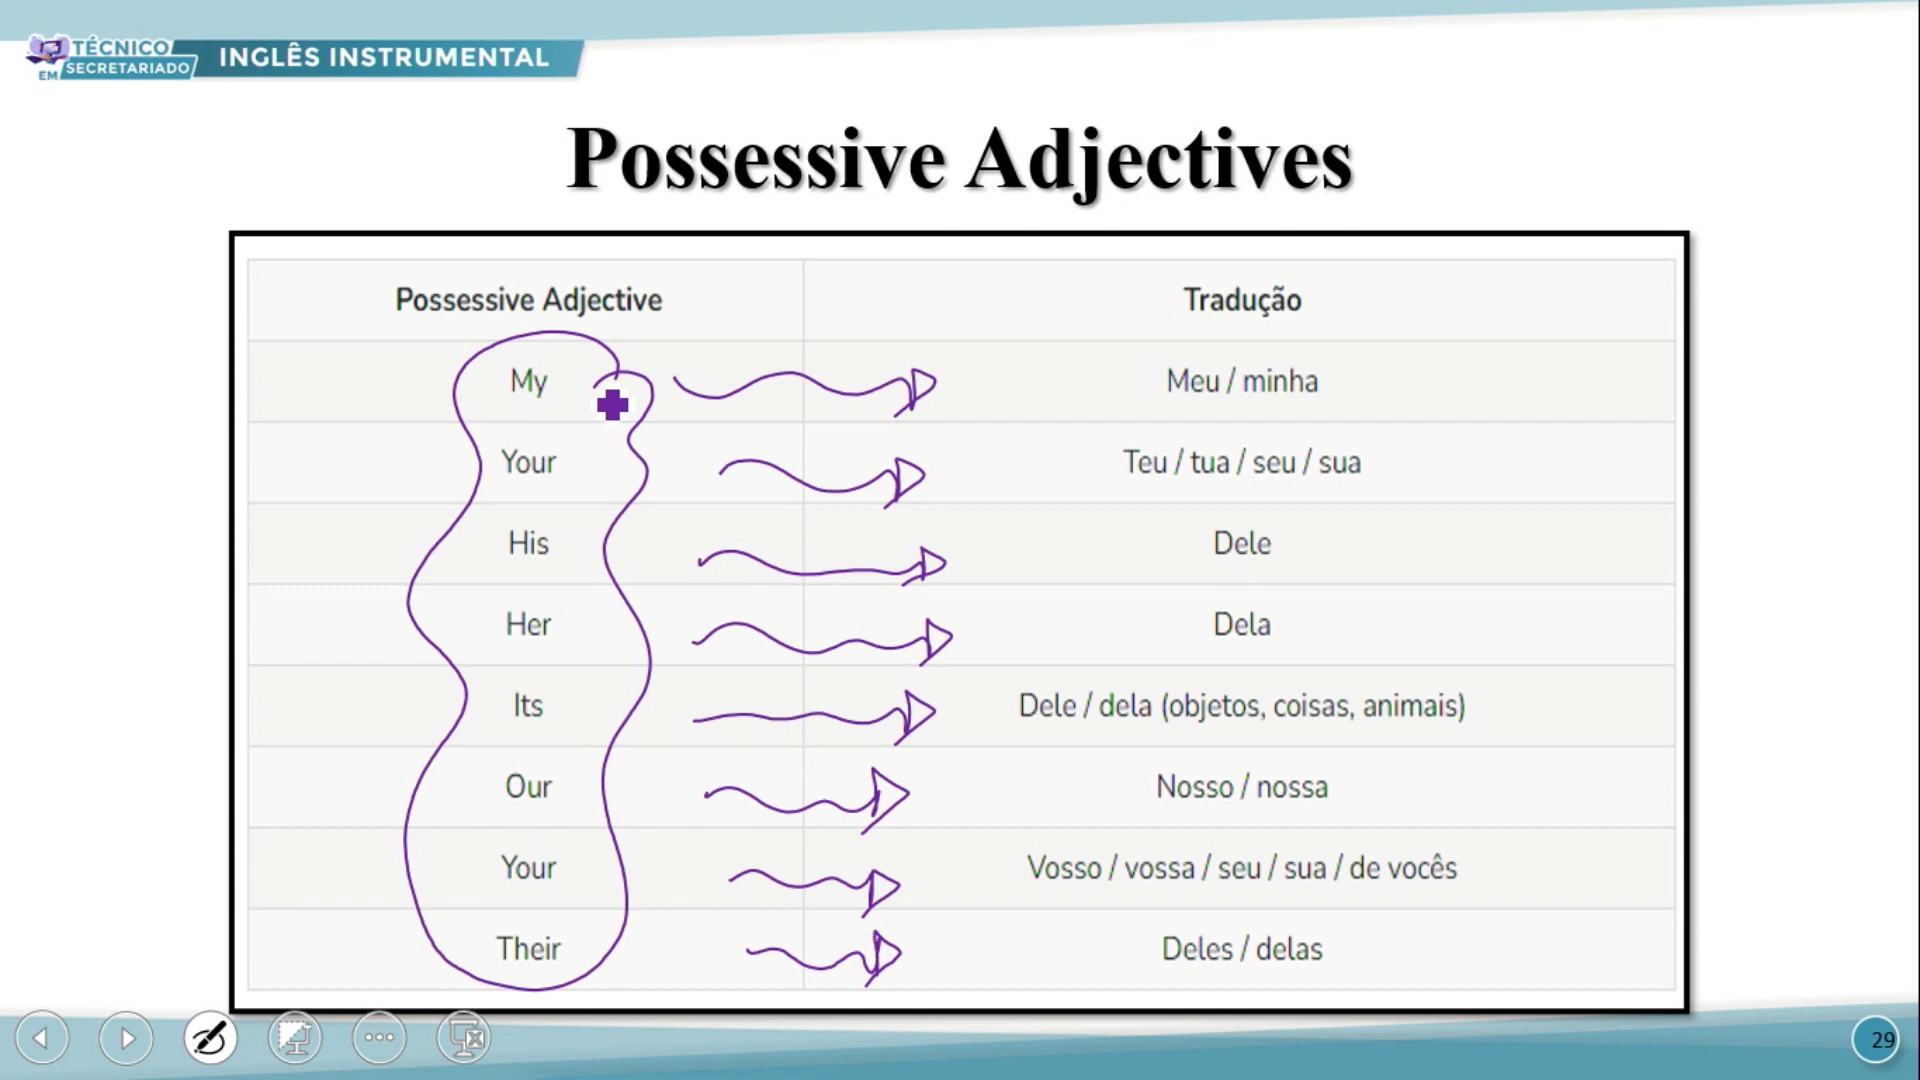 TÉCNICO
EM SECRETARIADO
INGLÊS INSTRUMENTAL
Possessive Adjectives
Possessive Adjective Tradução
My Meu / minha
Your Teu / tua / seu / sua
His Dele
Her Dela
Its Dele / dela (objetos, coisas, animais)
Our Nosso / nossa
Your Vosso / vossa / seu / sua / de vocês
Their Deles / delas
29